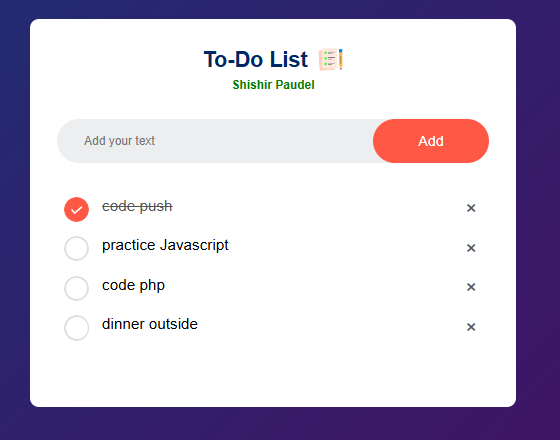 To-Do List
Shishir Paudel
Add your text
Add
code push
practice Javascript
code php
dinner outside